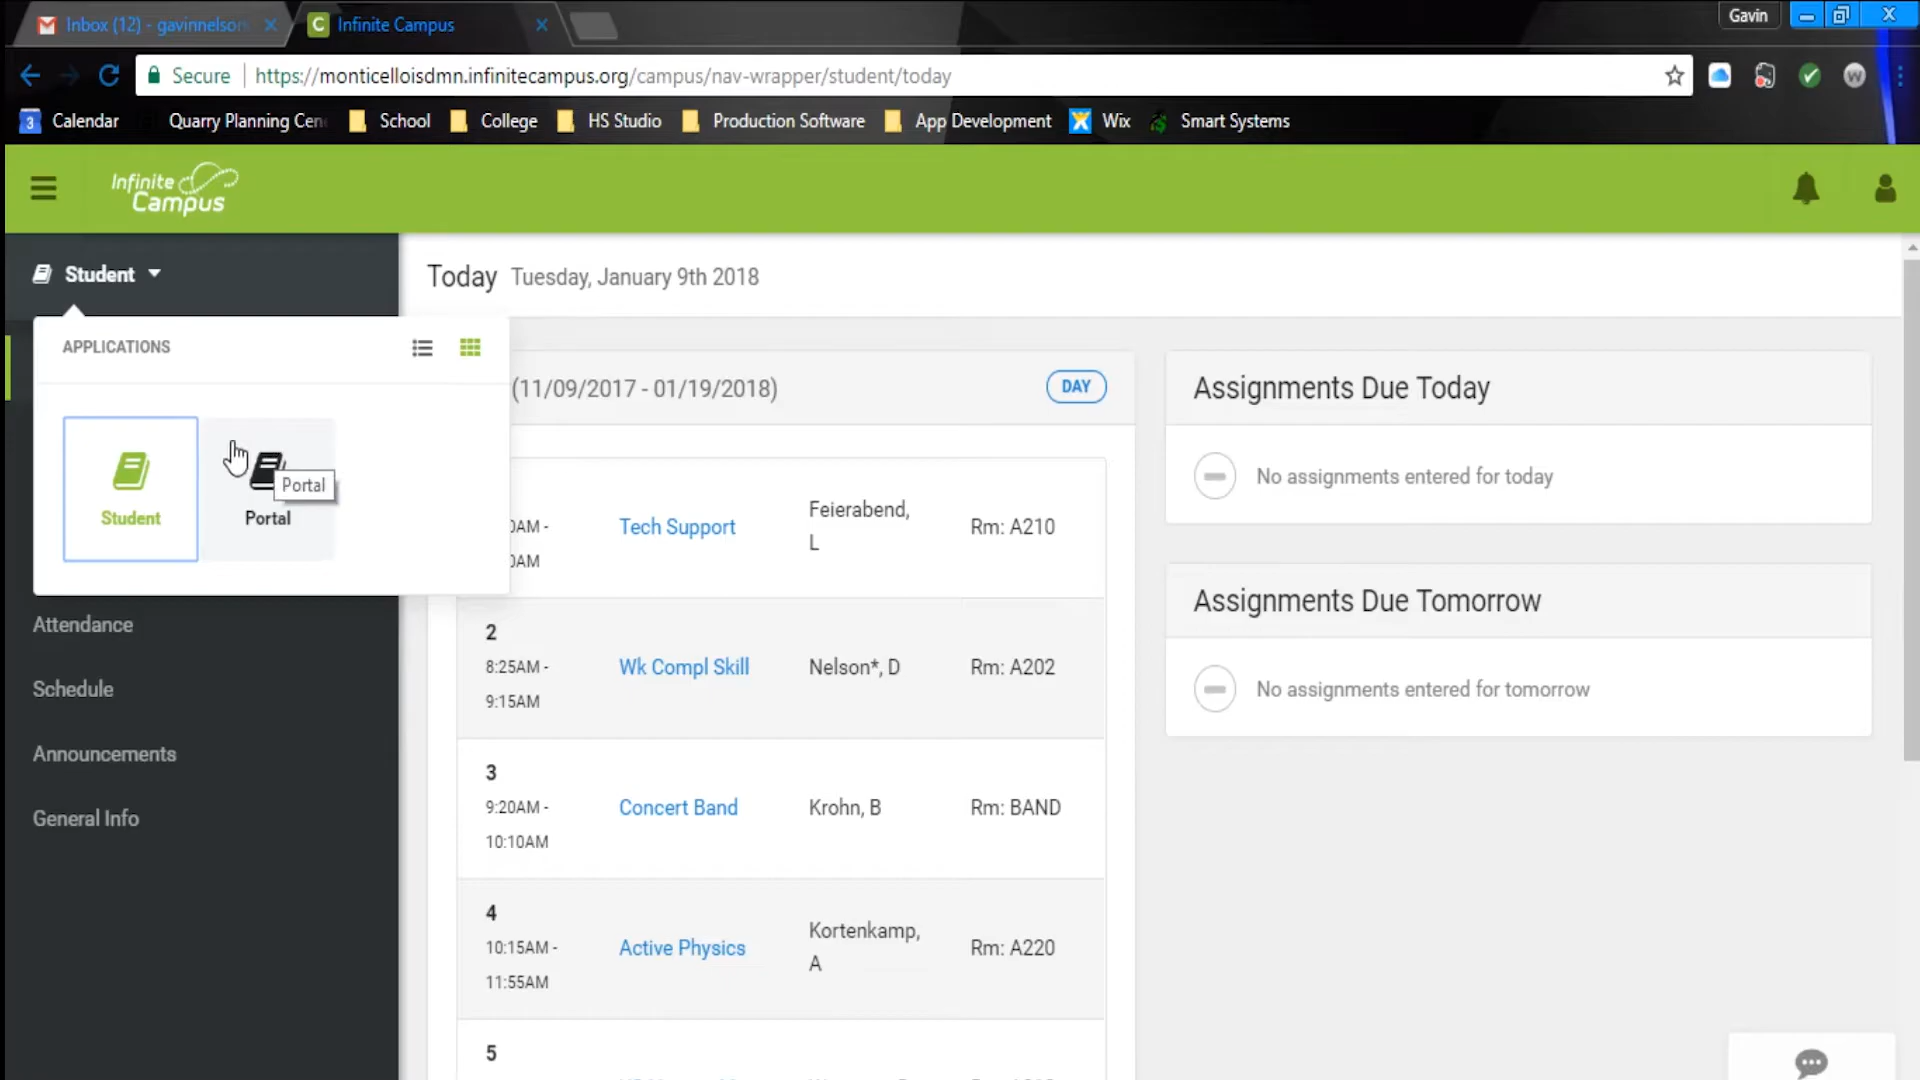 Inbox (12) - gavinnelson
Infinite Campus
Gavin
Secure
https://monticelloisdmn.infinitecampus.org/campus/nav-wrapper/student/today
3 Calendar
Quarry Planning Cen
School
College
HS Studio
Production Software
App Development
Wix
Smart Systems
Infinite
Campus
Student
Today Tuesday, January 9th 2018
APPLICATIONS
(11/09/2017 - 01/19/2018)
DAY
Assignments Due Today
No assignments entered for today
Student
Portal
Portal
AM -
AM
Tech Support
Feierabend,
L
Rm: A210
Assignments Due Tomorrow
No assignments entered for tomorrow
Attendance
Schedule
Announcements
General Info
2
8:25AM -
9:15AM
Wk Compl Skill
Nelson*, D
Rm: A202
3
9:20AM -
10:10AM
Concert Band
Krohn, B
Rm: BAND
4
10:15AM -
11:55AM
Active Physics
Kortenkamp,
A
Rm: A220
5